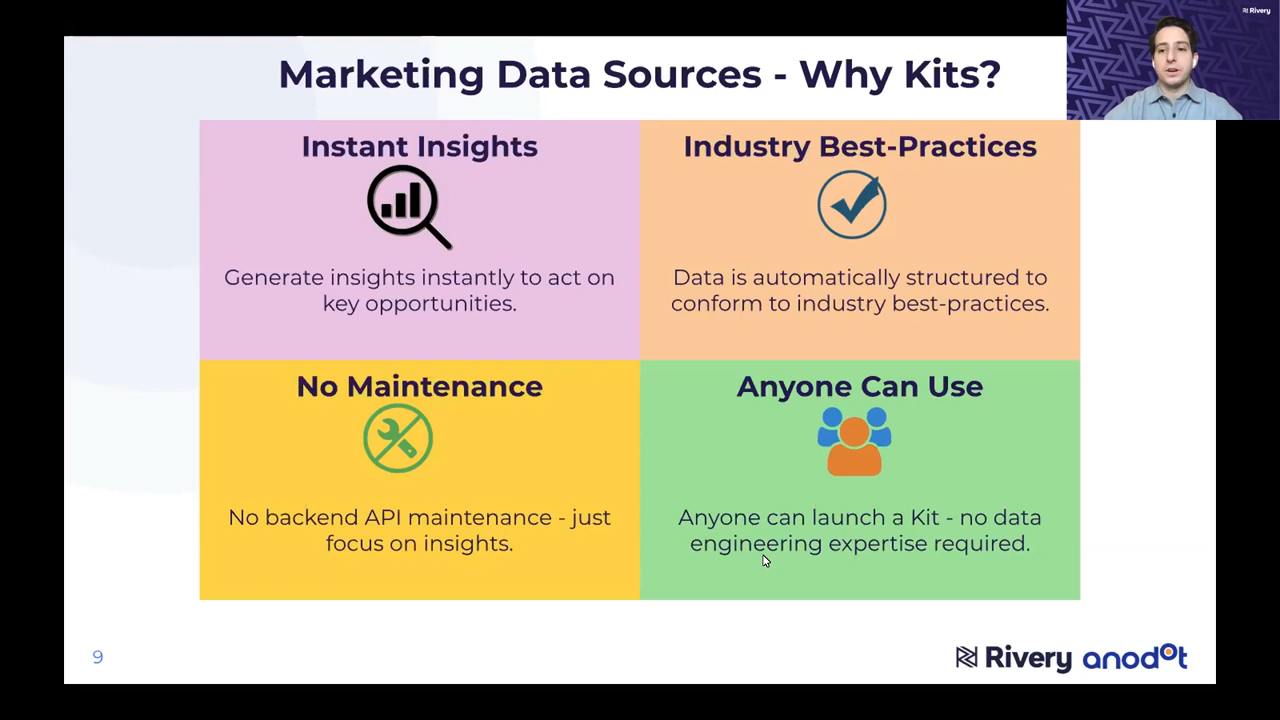 Rivery
Marketing Data Sources - Why Kits?
Instant Insights
Generate insights instantly to act on
key opportunities.
Industry Best-Practices
Data is automatically structured to
conform to industry best-practices.
No Maintenance
No backend API maintenance - just
focus on insights.
Anyone Can Use
Anyone can launch a Kit - no data
engineering expertise required.
9
Rivery anodot